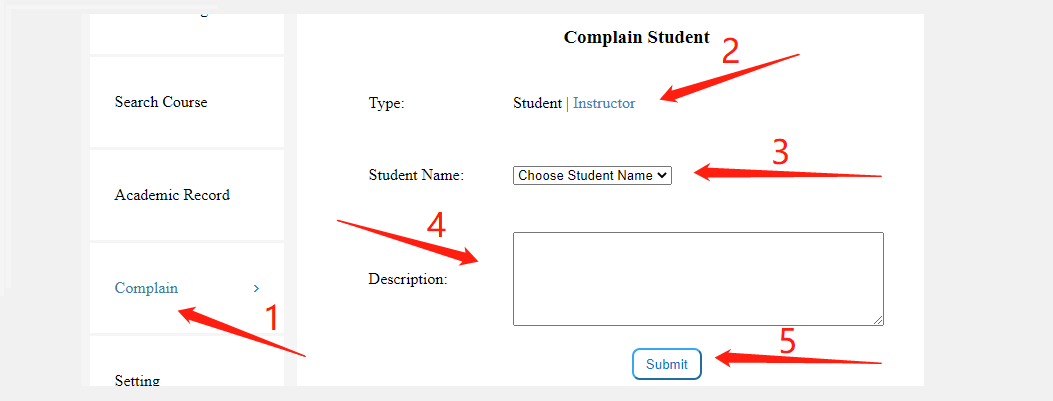 Complain Student
2
Search Course
Type:
Student | Instructor
3
Student Name:
Choose Student Name
Academic Record
4
Description:
Complain >
1
5
Submit
Setting